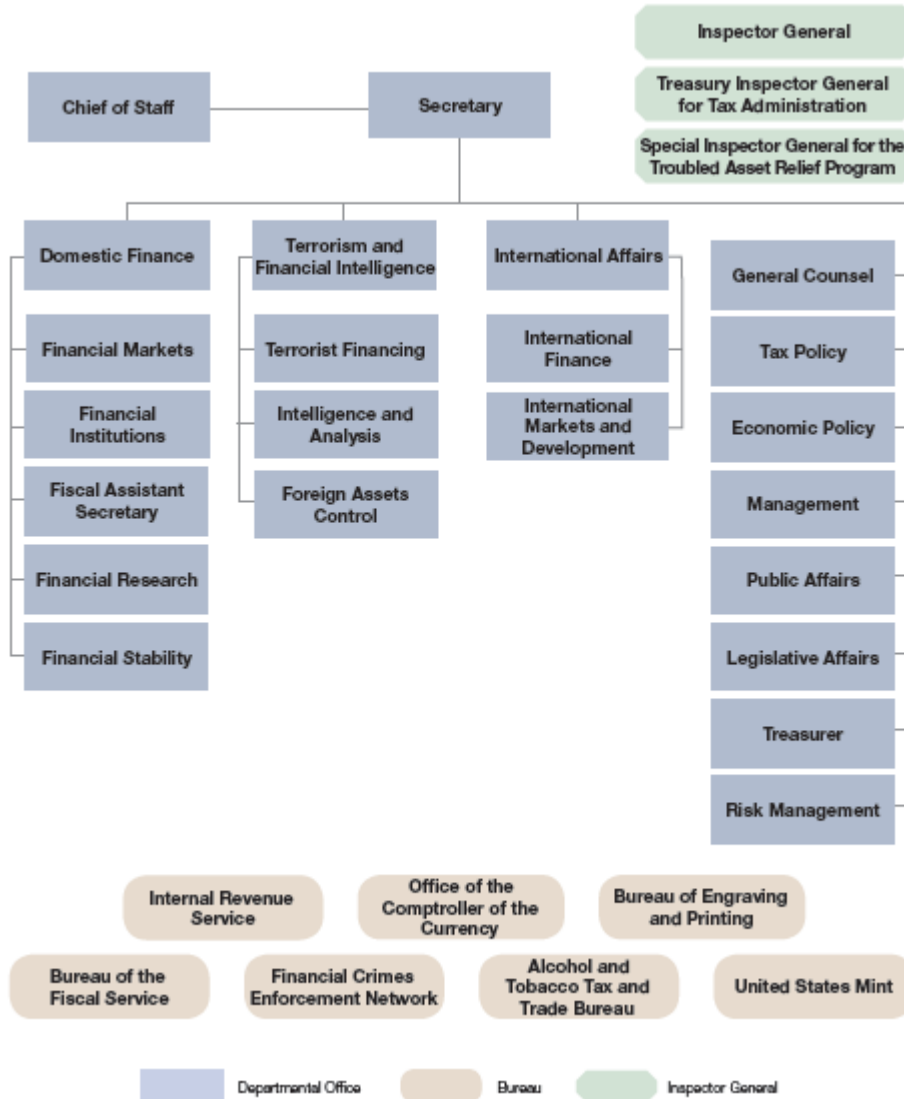 Inspector General
Treasury Inspector General
for Tax Administration
Special Inspector General for the
Troubled Asset Relief Program
Chief of Staff
Secretary
Domestic Finance
Financial Markets
Financial
Institutions
Fiscal Assistant
Secretary
Financial Research
Financial Stability
Terrorism and
Financial Intelligence
Terrorist Financing
Intelligence and
Analysis
Foreign Assets
Control
International Affairs
International
Finance
International
Markets and
Development
General Counsel
Tax Policy
Economic Policy
Management
Public Affairs
Legislative Affairs
Treasurer
Risk Management
Internal Revenue
Service
Office of the
Comptroller of the
Currency
Bureau of Engraving
and Printing
Bureau of the
Fiscal Service
Financial Crimes
Enforcement Network
Alcohol and
Tobacco Tax and
Trade Bureau
United States Mint
Departmental Office
Bureau
Inspector General